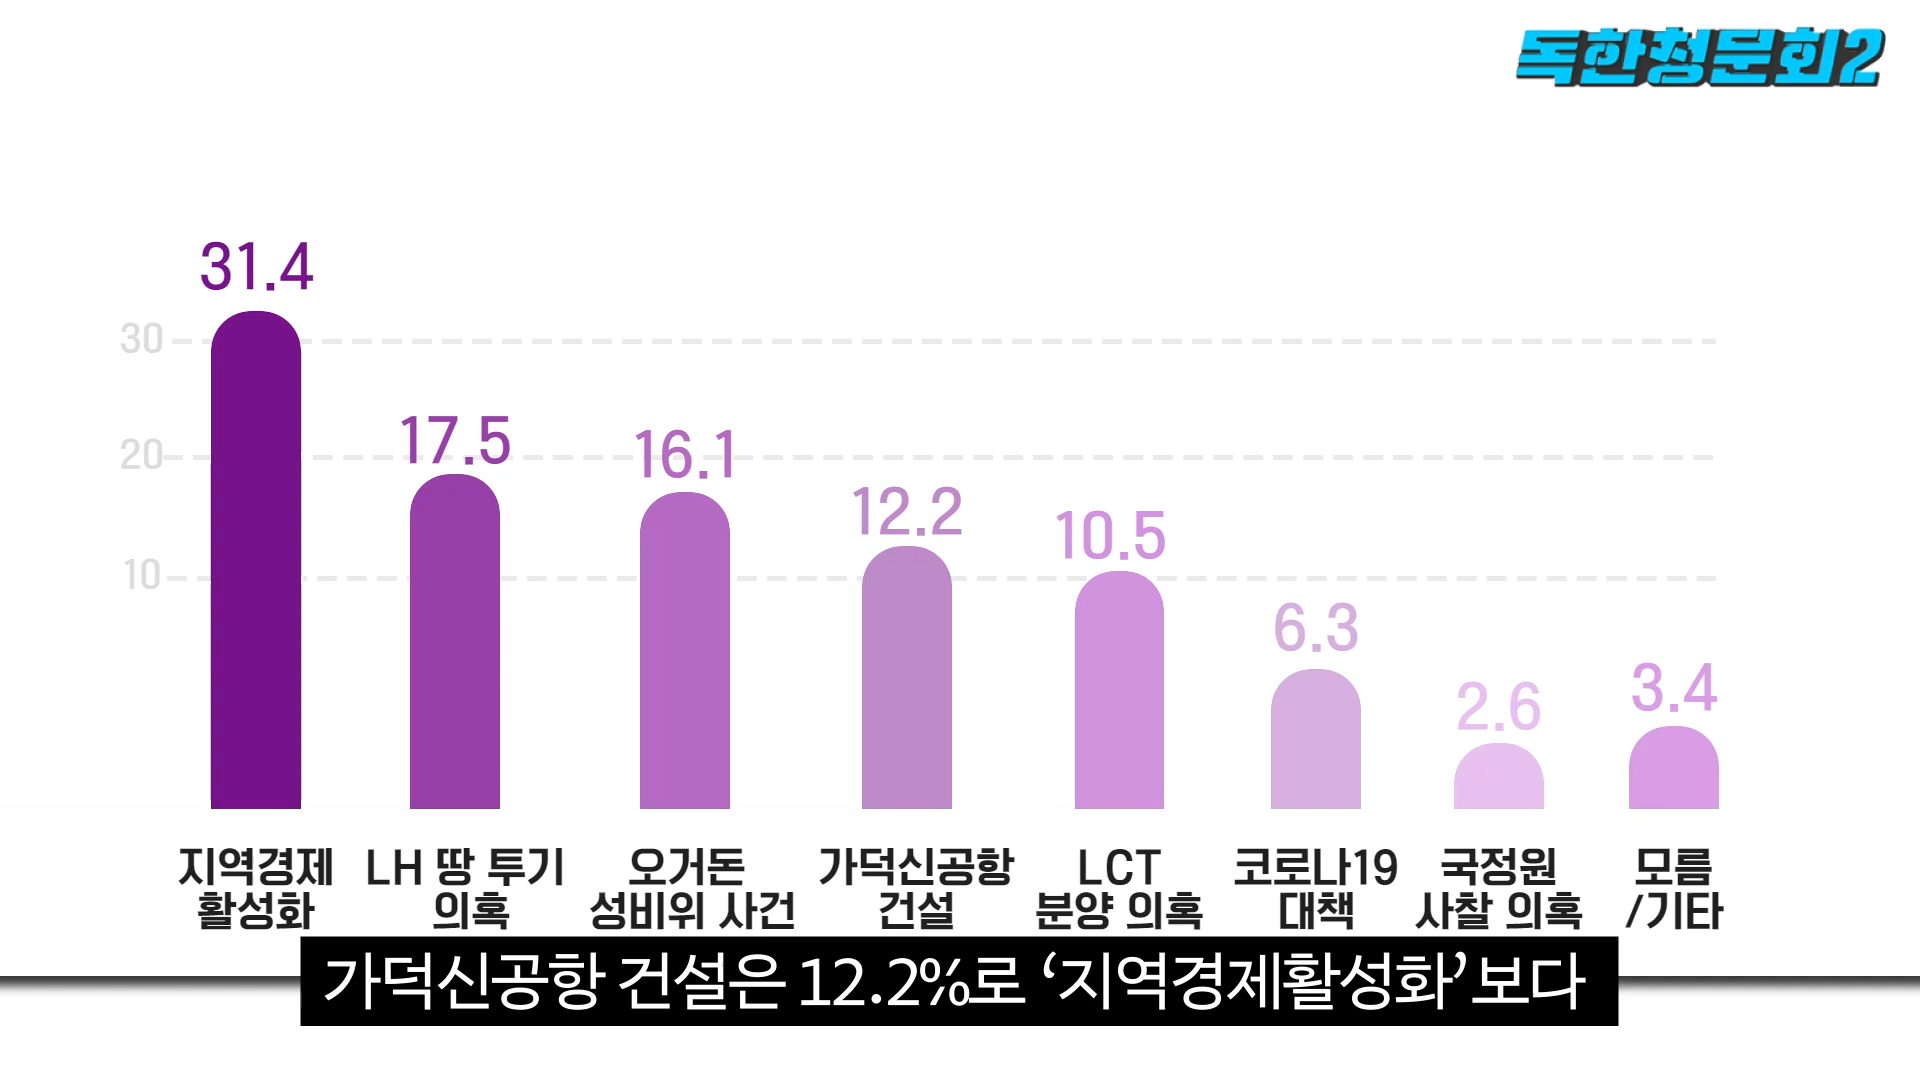 독한청문회2
31.4
17.5
16.1
12.2
10.5
6.3
2.6
3.4
30
20
10
지역경제
활성화
LH 땅 투기
의혹
오거돈
성비위 사건
가덕신공항
건설
LCT
분양 의혹
코로나19
대책
국정원
사찰 의혹
모름
/기타
가덕신공항 건설은 12.2%로 ‘지역경제활성화’보다